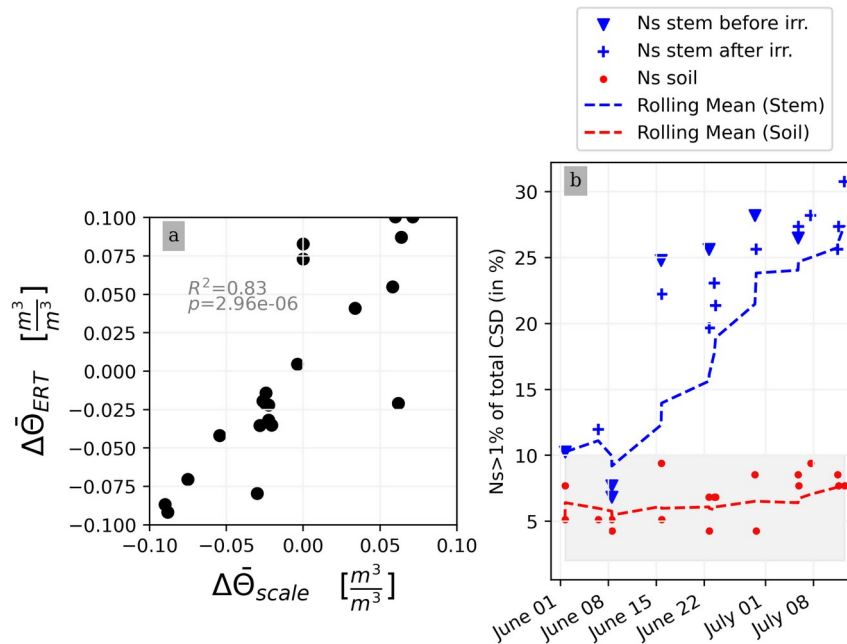 Ns stem before irr.
Ns stem after irr.
Ns soil
Rolling Mean (Stem)
Rolling Mean (Soil)
a
R²=0.83
p=2.96e-06
0.100
0.075
0.050
0.025
0.000
−0.025
−0.050
−0.075
−0.100
ΔΘ̄_ERT [m³/m³]
−0.10 −0.05 0.00 0.05 0.10
ΔΘ̄_scale [m³/m³]
b
30
25
20
15
10
5
Ns>1% of total CSD (in %)
June 01 June 08 June 15 June 22 July 01 July 08